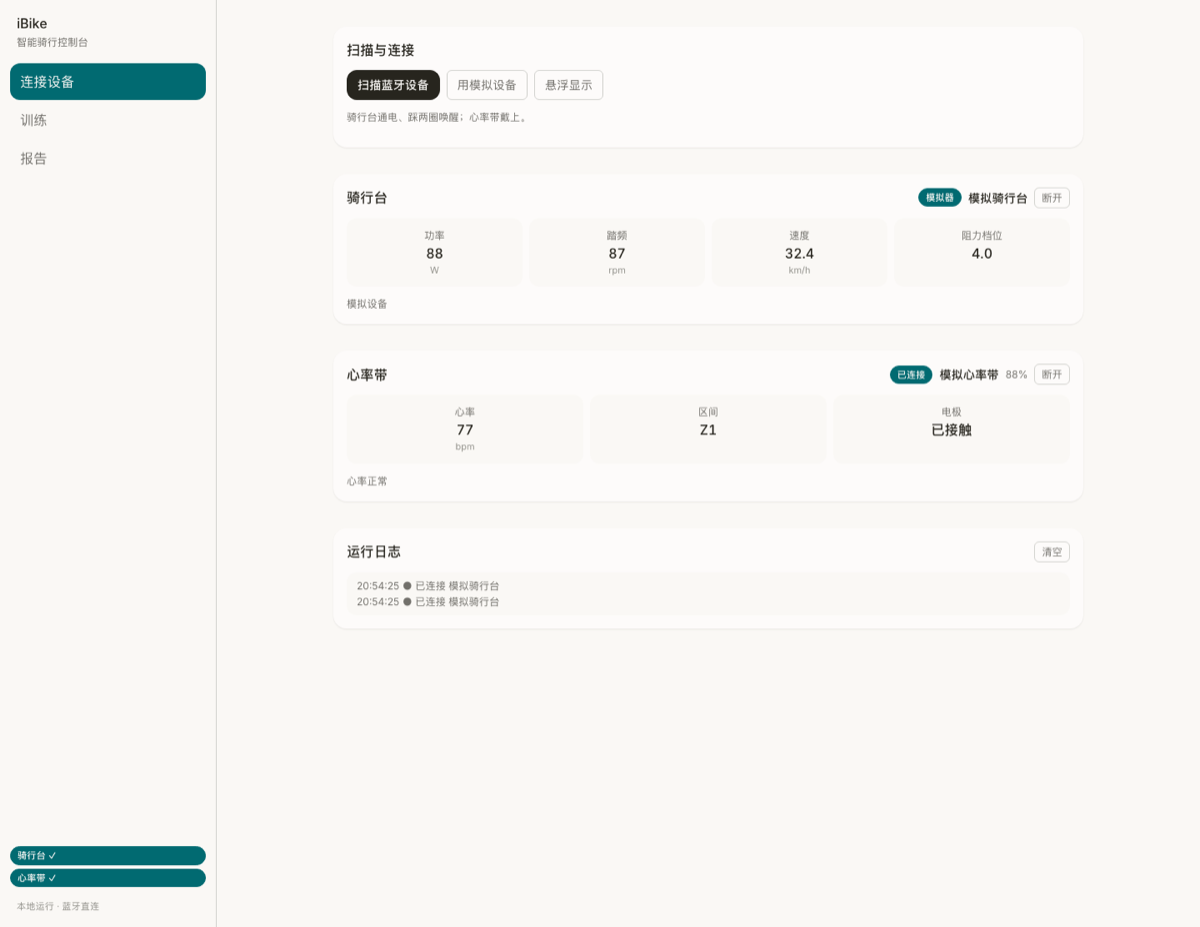 iBike
智能骑行控制台
连接设备
训练
报告
骑行台 ✓
心率带 ✓
本地运行 · 蓝牙直连
扫描与连接
扫描蓝牙设备 用模拟设备 悬浮显示
骑行台通电、踩两圈唤醒；心率带戴上。
骑行台 模拟器 模拟骑行台 断开
功率 踏频 速度 阻力档位
88 87 32.4 4.0
W rpm km/h
模拟设备
心率带 已连接 模拟心率带 88% 断开
心率 区间 电极
77 Z1 已接触
bpm
心率正常
运行日志 清空
20:54:25 ● 已连接 模拟骑行台
20:54:25 ● 已连接 模拟骑行台